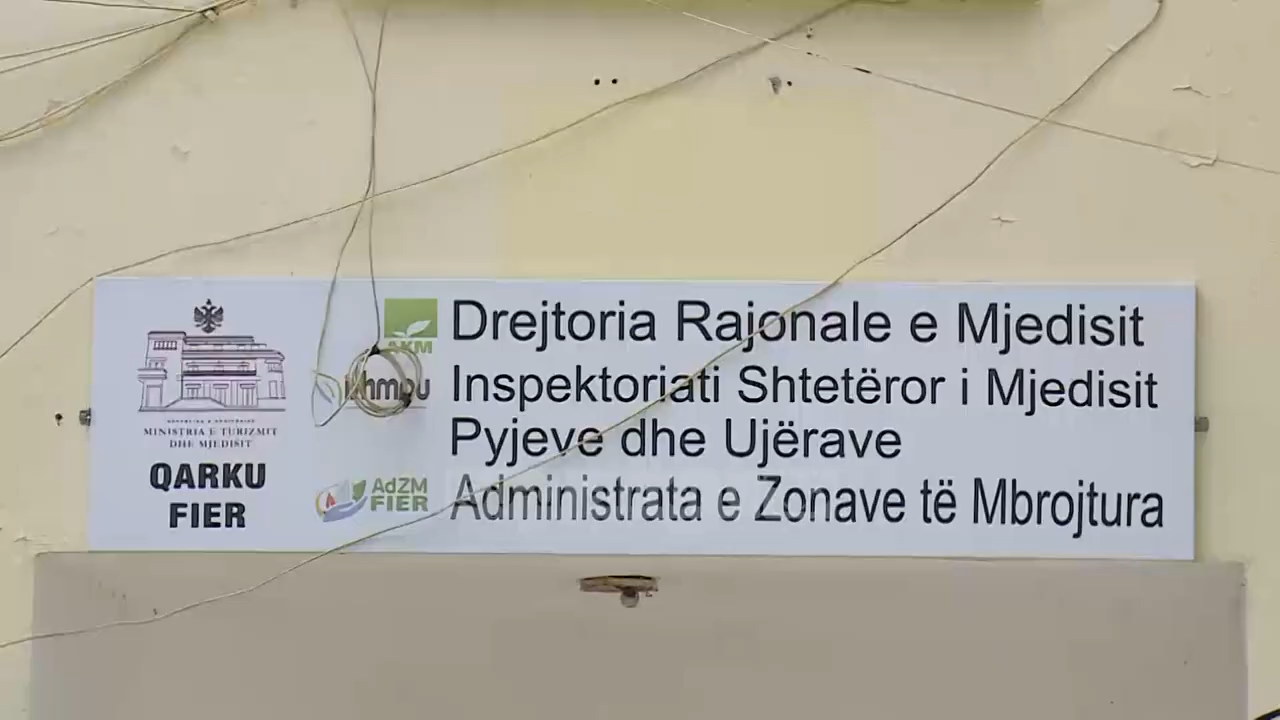 MINISTRIA E TURIZMIT
DHE MJEDISIT
QARKU
FIER
AKM
AdZM
FIER
Drejtoria Rajonale e Mjedisit
Inspektoriati Shtetëror i Mjedisit
Pyjeve dhe Ujërave
Administrata e Zonave të Mbrojtura